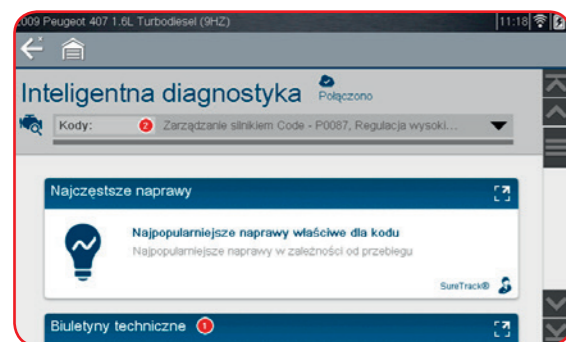 2009 Peugeot 407 1.6L Turbodiesel (9HZ) 11:18
Inteligentna diagnostyka Połączono
Kody: 2 Zarządzanie silnikiem Code - P0087, Regulacja wysoki...
Najczęstsze naprawy
Najpopularniejsze naprawy właściwe dla kodu
Najpopularniejsze naprawy w zależności od przebiegu
SureTrack®
Biuletyny techniczne 1